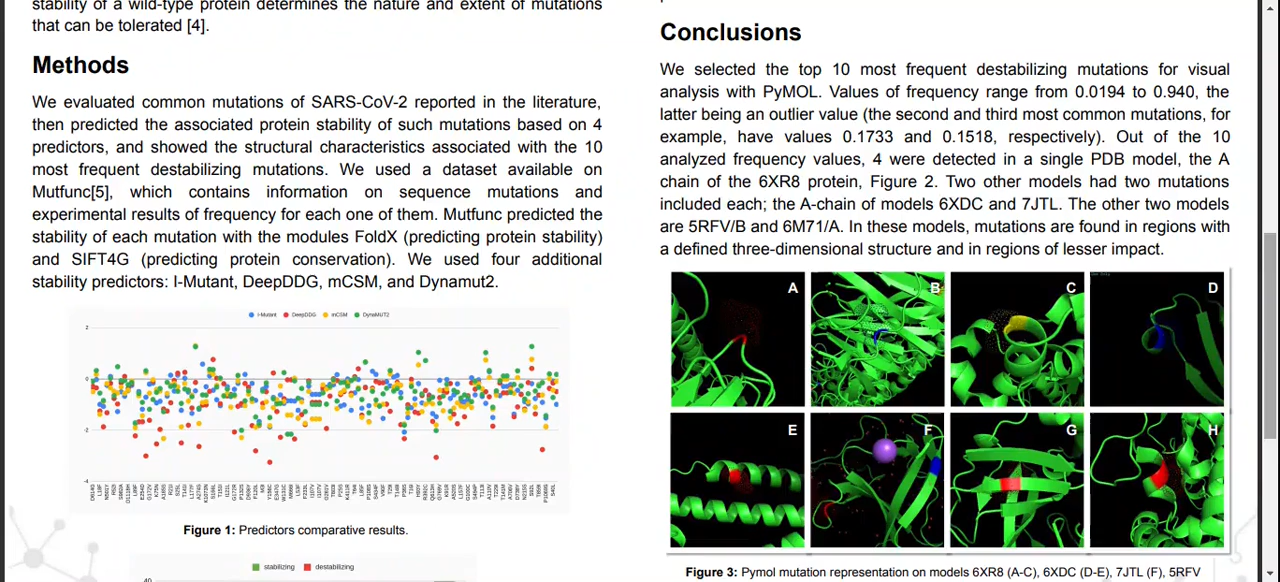 stability of a wild-type protein determines the nature and extent of mutations
that can be tolerated [4].
Methods
We evaluated common mutations of SARS-CoV-2 reported in the literature,
then predicted the associated protein stability of such mutations based on 4
predictors, and showed the structural characteristics associated with the 10
most frequent destabilizing mutations. We used a dataset available on
Mutfunc[5], which contains information on sequence mutations and
experimental results of frequency for each one of them. Mutfunc predicted the
stability of each mutation with the modules FoldX (predicting protein stability)
and SIFT4G (predicting protein conservation). We used four additional
stability predictors: I-Mutant, DeepDDG, mCSM, and Dynamut2.
I-Mutant DeepDDG mCSM DynaMUT2
2
0
-2
-4
Figure 1: Predictors comparative results.
stabilizing destabilizing
40
Conclusions
We selected the top 10 most frequent destabilizing mutations for visual
analysis with PyMOL. Values of frequency range from 0.0194 to 0.940, the
latter being an outlier value (the second and third most common mutations, for
example, have values 0.1733 and 0.1518, respectively). Out of the 10
analyzed frequency values, 4 were detected in a single PDB model, the A
chain of the 6XR8 protein, Figure 2. Two other models had two mutations
included each; the A-chain of models 6XDC and 7JTL. The other two models
are 5RFV/B and 6M71/A. In these models, mutations are found in regions with
a defined three-dimensional structure and in regions of lesser impact.
A B C D
E F G H
Figure 3: Pymol mutation representation on models 6XR8 (A-C), 6XDC (D-E), 7JTL (F), 5RFV